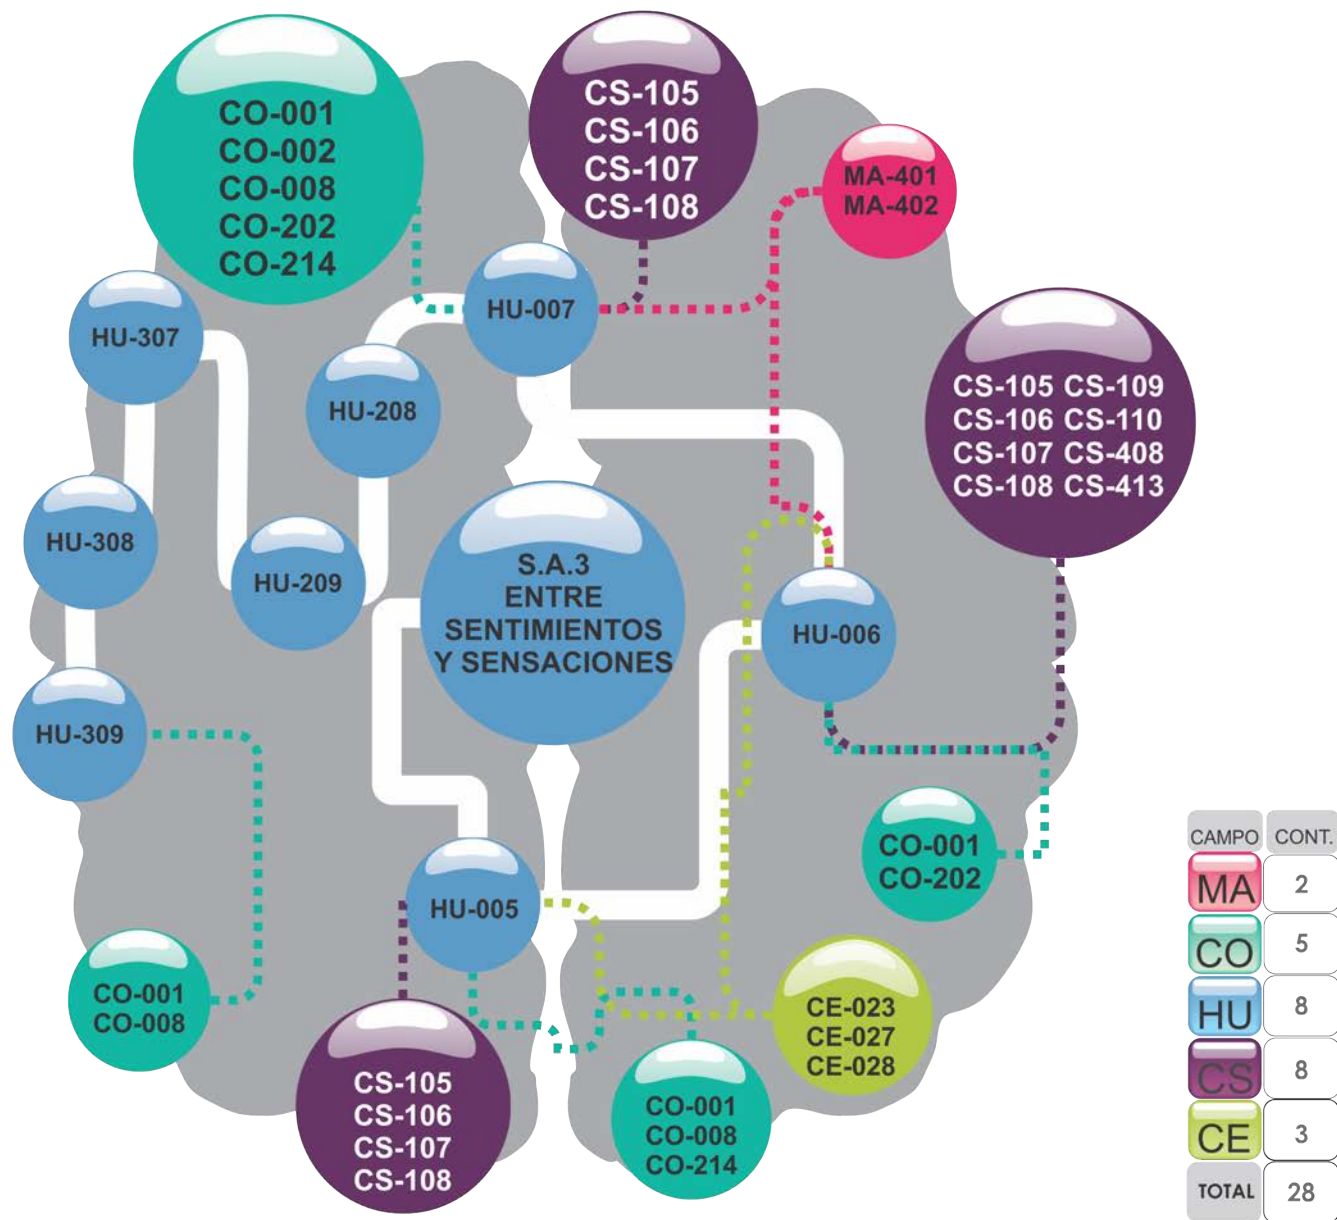 CO-001
CO-002
CO-008
CO-202
CO-214
CS-105
CS-106
CS-107
CS-108
MA-401
MA-402
HU-007
HU-307
HU-208
CS-105 CS-109
CS-106 CS-110
CS-107 CS-408
CS-108 CS-413
HU-308
HU-209
S.A.3
ENTRE
SENTIMIENTOS
Y SENSACIONES
HU-006
HU-309
HU-005
CO-001
CO-202
CO-001
CO-008
CE-023
CE-027
CE-028
CS-105
CS-106
CS-107
CS-108
CO-001
CO-008
CO-214
CAMPO CONT.
MA 2
CO 5
HU 8
CS 8
CE 3
TOTAL 28